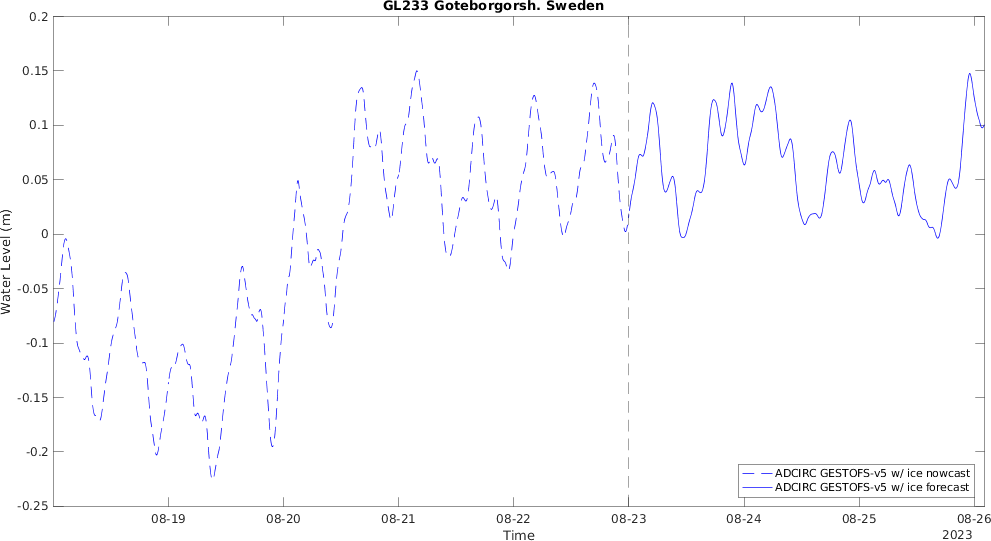 GL233 Goteborgorsh. Sweden
0.2
0.15
0.1
0.05
0
-0.05
-0.1
-0.15
-0.2
-0.25
Water Level (m)
ADCIRC GESTOFS-v5 w/ ice nowcast
ADCIRC GESTOFS-v5 w/ ice forecast
08-19 08-20 08-21 08-22 08-23 08-24 08-25 08-26
Time
2023